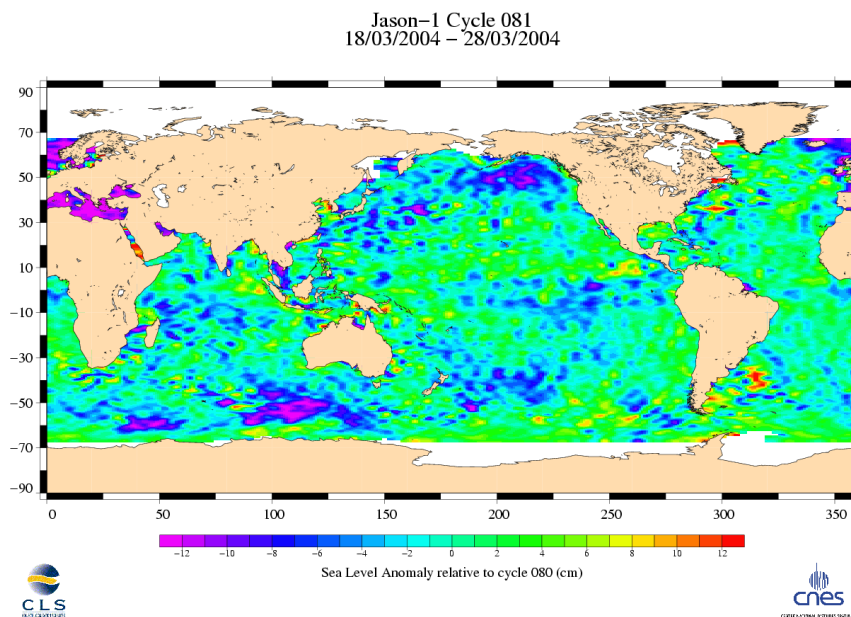 Jason−1 Cycle 081
18/03/2004 − 28/03/2004
90
70
50
30
10
−10
−30
−50
−70
−90
0 50 100 150 200 250 300 350
−12 −10 −8 −6 −4 −2 0 2 4 6 8 10 12
Sea Level Anomaly relative to cycle 080 (cm)
CLS
cnes